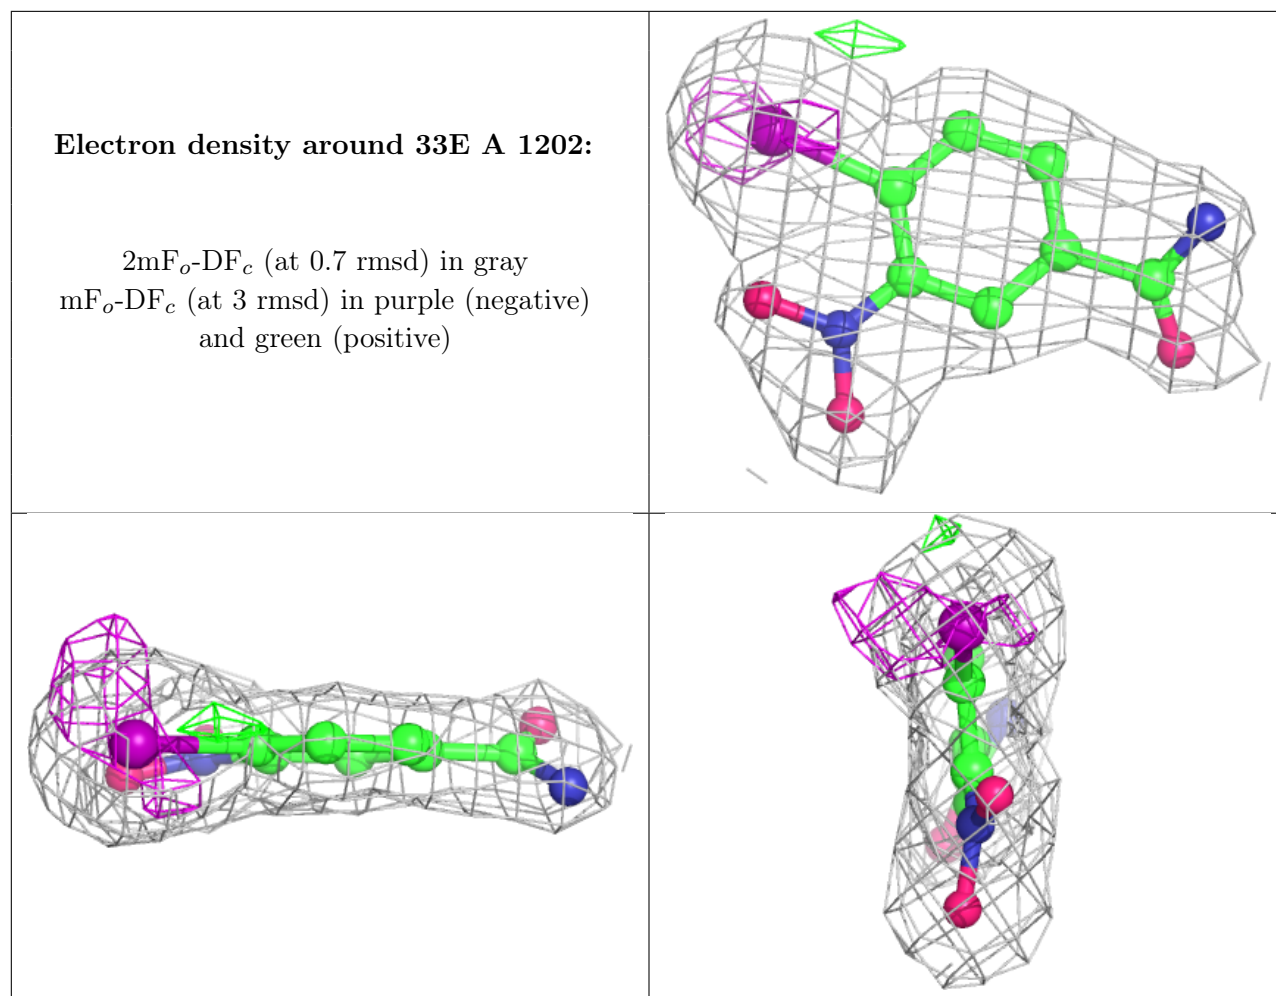 Electron density around 33E A 1202:
2mFₒ-DF𝒸 (at 0.7 rmsd) in gray
mFₒ-DF𝒸 (at 3 rmsd) in purple (negative)
and green (positive)